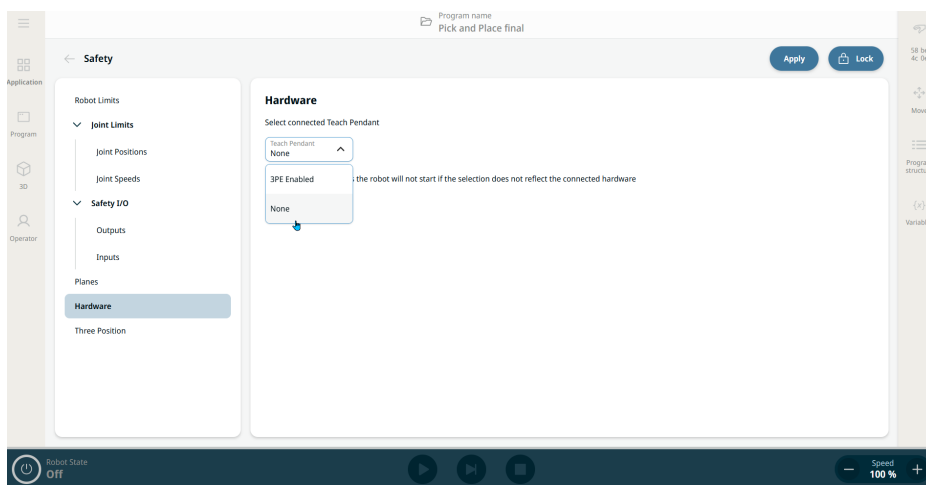 Program name
Pick and Place final
Application
Program
3D
Operator
Safety
Apply
Lock
Robot Limits
Joint Limits
Joint Positions
Joint Speeds
Safety I/O
Outputs
Inputs
Planes
Hardware
Three Position
Hardware
Select connected Teach Pendant
Teach Pendant
None
3PE Enabled
the robot will not start if the selection does not reflect the connected hardware
None
58
4c
Robot State
Off
Speed
100 %